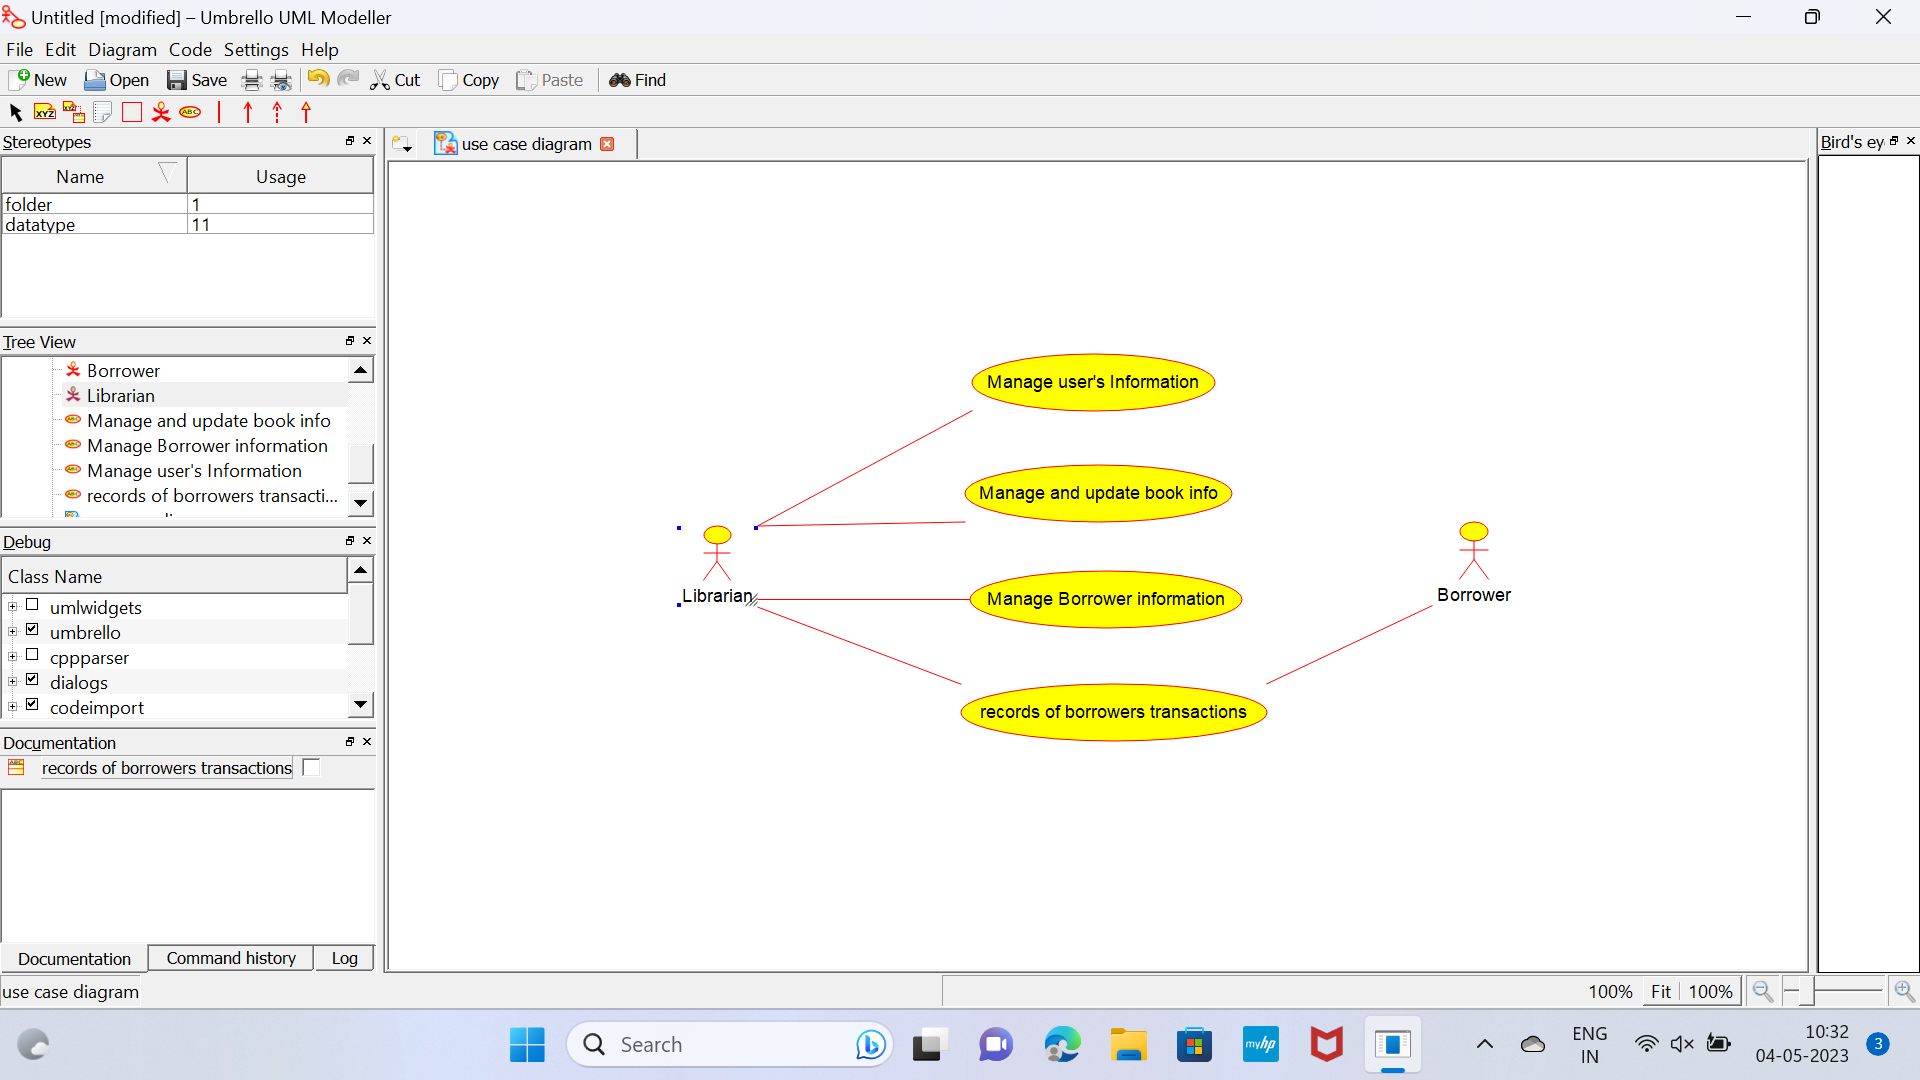 Untitled [modified] – Umbrello UML Modeller
File Edit Diagram Code Settings Help
New Open Save Cut Copy Paste Find
XYZ XYZ ABC
Stereotypes
Name Usage
folder 1
datatype 11
Tree View
Borrower
Librarian
Manage and update book info
Manage Borrower information
Manage user's Information
records of borrowers transacti...
Debug
Class Name
umlwidgets
umbrello
cppparser
dialogs
codeimport
Documentation
records of borrowers transactions
Documentation Command history Log
use case diagram
use case diagram
Manage user's Information
Manage and update book info
Librarian
Manage Borrower information
Borrower
records of borrowers transactions
Bird's ey
100% Fit 100%
Search
myhp
ENG
IN
10:32
04-05-2023
3